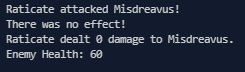 Raticate attacked Misdreavus!
There was no effect!
Raticate dealt 0 damage to Misdreavus.
Enemy Health: 60